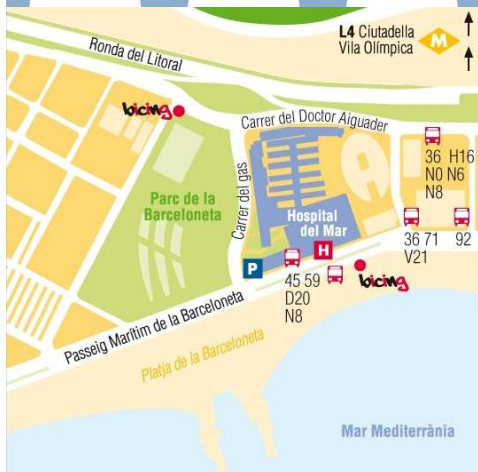 L4 Ciutadella
Vila Olímpica
M
Ronda del Litoral
bicing
Carrer del Doctor Aiguader
36 H16
N0 N6
N8
Parc de la
Barceloneta
Carrer del gas
Hospital
del Mar
H
P
36 71
V21
92
45 59
D20
N8
bicing
Passeig Marítim de la Barceloneta
Platja de la Barceloneta
Mar Mediterrània